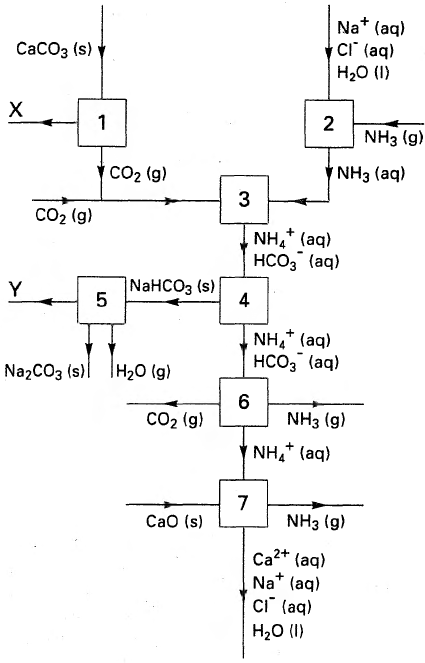 CaCO3 (s)
Na+ (aq)
Cl- (aq)
H2O (l)
X
1
2
NH3 (g)
CO2 (g)
NH3 (aq)
CO2 (g)
3
NH4+ (aq)
HCO3- (aq)
Y
5
NaHCO3 (s)
4
Na2CO3 (s)
H2O (g)
NH4+ (aq)
HCO3- (aq)
6
CO2 (g)
NH3 (g)
NH4+ (aq)
7
CaO (s)
NH3 (g)
Ca2+ (aq)
Na+ (aq)
Cl- (aq)
H2O (l)